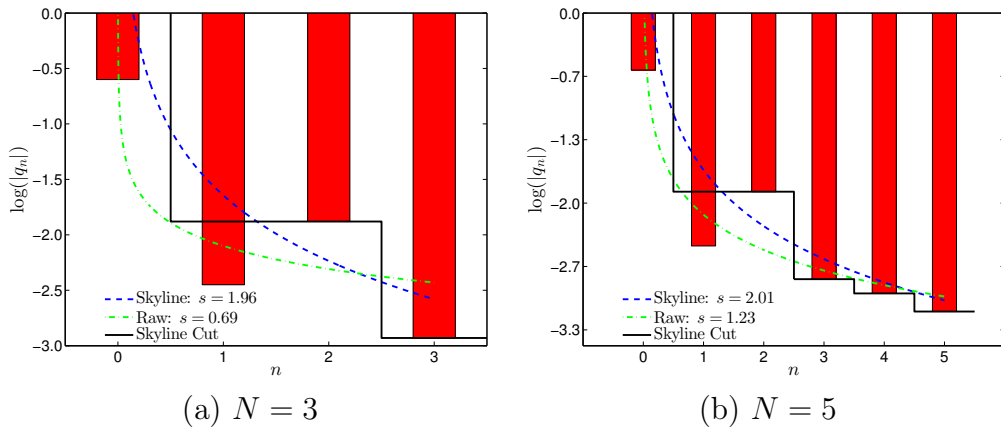 0.0
−0.5
−1.0
−1.5
−2.0
−2.5
−3.0
log(|q_n|)
0 1 2 3
n
Skyline: s = 1.96
Raw: s = 0.69
Skyline Cut
(a) N = 3
0.0
−0.7
−1.3
−2.0
−2.7
−3.3
log(|q_n|)
0 1 2 3 4 5
n
Skyline: s = 2.01
Raw: s = 1.23
Skyline Cut
(b) N = 5